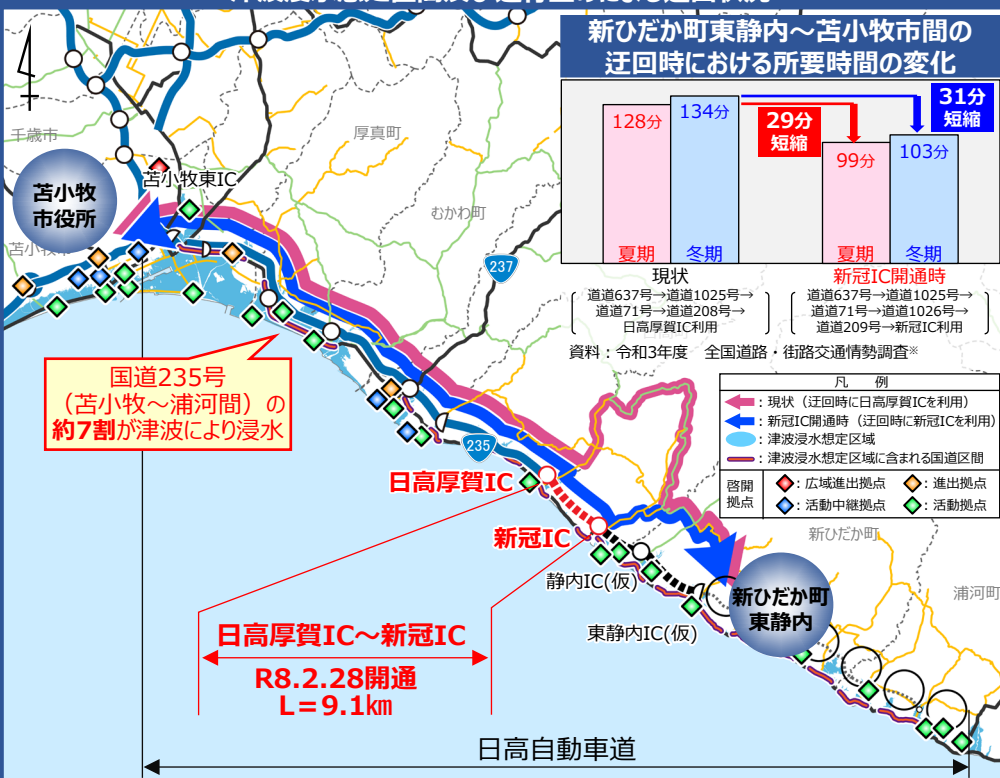 新ひだか町東静内～苫小牧市間の
迂回時における所要時間の変化
128分
134分
29分
短縮
31分
短縮
99分
103分
夏期
冬期
夏期
冬期
現状
新冠IC開通時
道道637号→道道1025号→
道道71号→道道208号→
日高厚賀IC利用
道道637号→道道1025号→
道道71号→道道1026号→
道道209号→新冠IC利用
資料：令和3年度　全国道路・街路交通情勢調査※
凡　例
：現状（迂回時に日高厚賀ICを利用）
：新冠IC開通時（迂回時に新冠ICを利用）
：津波浸水想定区域
：津波浸水想定区域に含まれる国道区間
啓開
拠点
：広域進出拠点
：進出拠点
：活動中継拠点
：活動拠点
千歳市
厚真町
苫小牧東IC
苫小牧
市役所
むかわ町
237
国道235号
（苫小牧～浦河間）の
約7割が津波により浸水
235
日高厚賀IC
新冠IC
新ひだか町
静内IC(仮)
浦河町
新ひだか町
東静内
東静内IC(仮)
日高厚賀IC～新冠IC
R8.2.28開通
L＝9.1km
日高自動車道